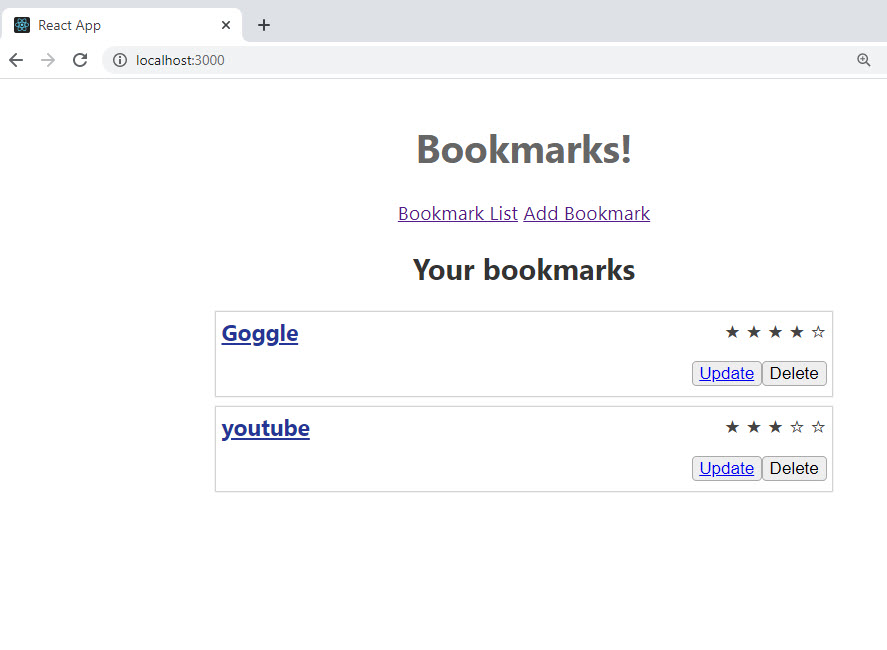 React App
localhost:3000
Bookmarks!
Bookmark List Add Bookmark
Your bookmarks
Goggle ★ ★ ★ ★ ☆
Update Delete
youtube ★ ★ ★ ☆ ☆
Update Delete